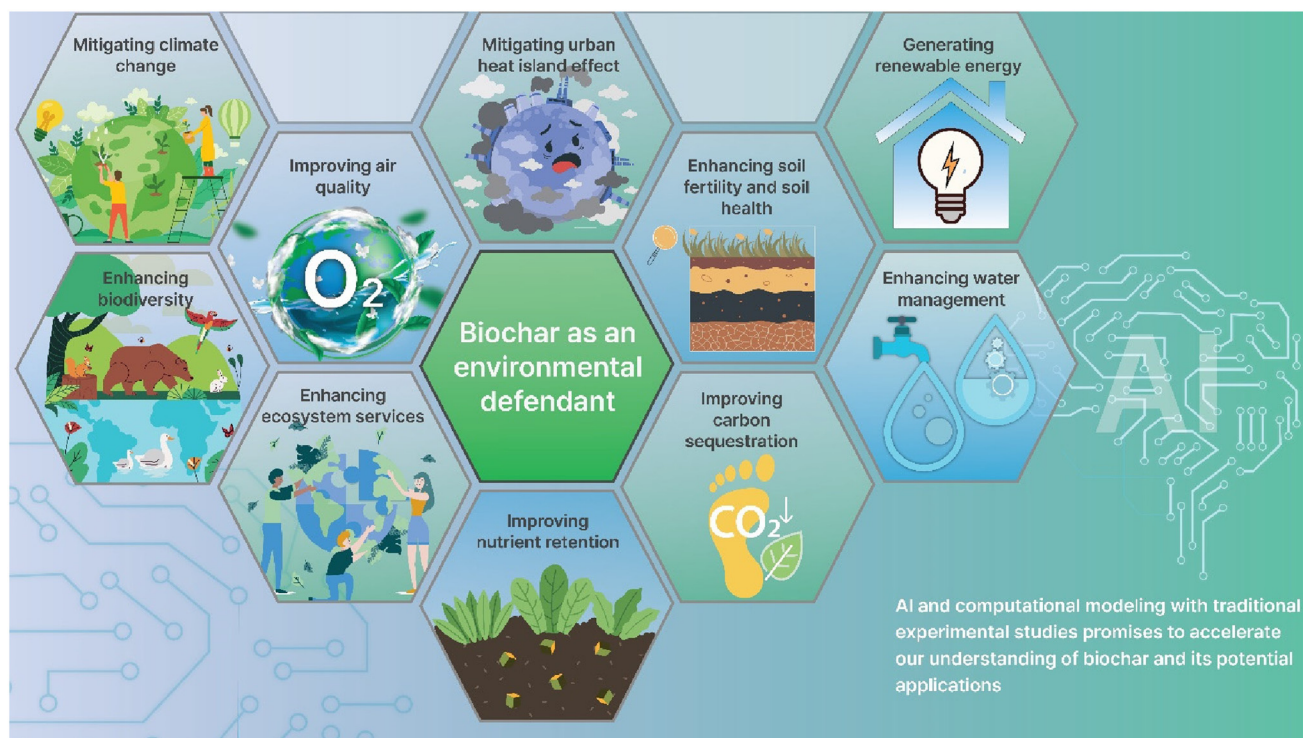 Mitigating climate
change
Mitigating urban
heat island effect
Generating
renewable energy
Improving air
quality
O2
Enhancing soil
fertility and soil
health
Enhancing
biodiversity
Biochar as an
environmental
defendant
Enhancing water
management
AI
Enhancing
ecosystem services
Improving
carbon
sequestration
CO2↓
Improving
nutrient retention
AI and computational modeling with traditional
experimental studies promises to accelerate
our understanding of biochar and its potential
applications